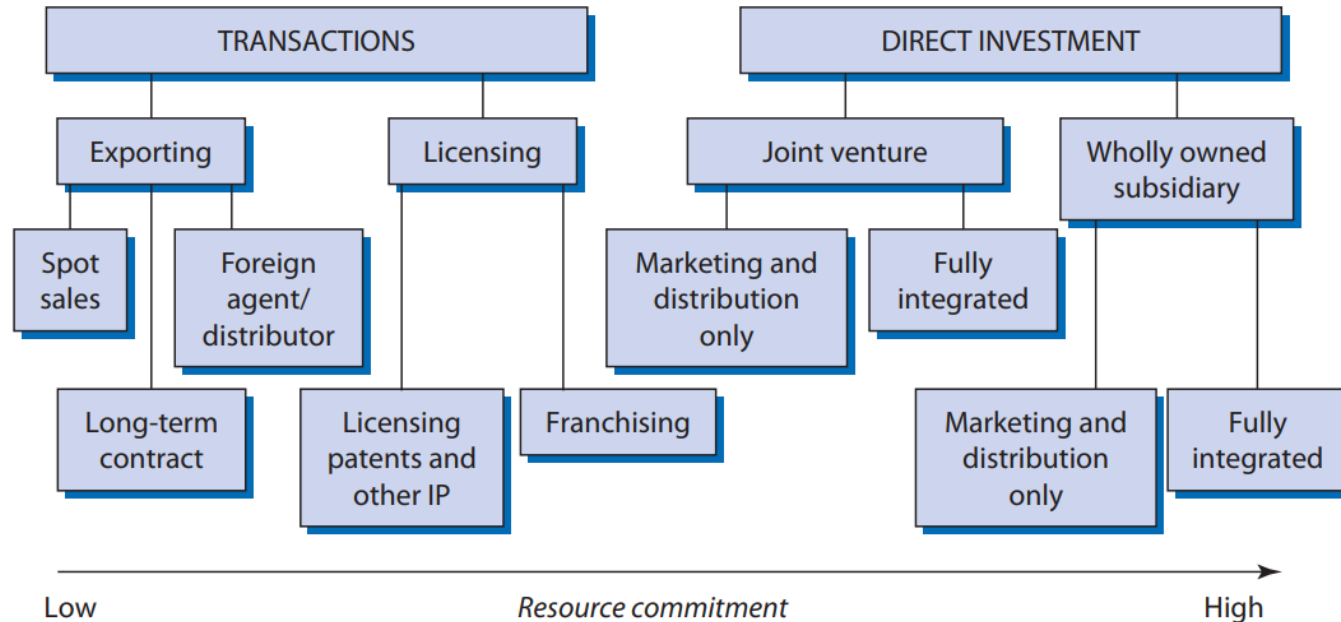 TRANSACTIONS
DIRECT INVESTMENT
Exporting
Licensing
Joint venture
Wholly owned
subsidiary
Spot
sales
Foreign
agent/
distributor
Marketing and
distribution
only
Fully
integrated
Long-term
contract
Licensing
patents and
other IP
Franchising
Marketing and
distribution
only
Fully
integrated
Low
Resource commitment
High